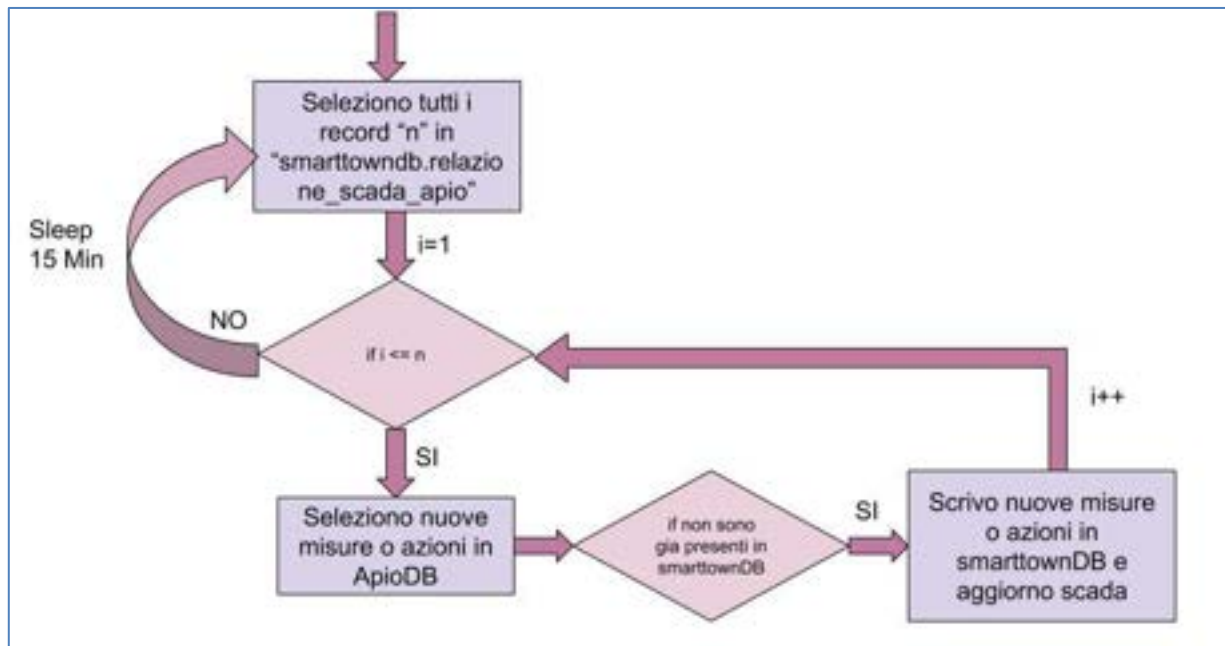 Seleziono tutti i
record “n” in
“smarttowndb.relazio
ne_scada_apio”
Sleep
15 Min
i=1
NO
if i <= n
i++
SI
Seleziono nuove
misure o azioni in
ApioDB
if non sono
gia presenti in
smarttownDB
SI
Scrivo nuove misure
o azioni in
smarttownDB e
aggiorno scada